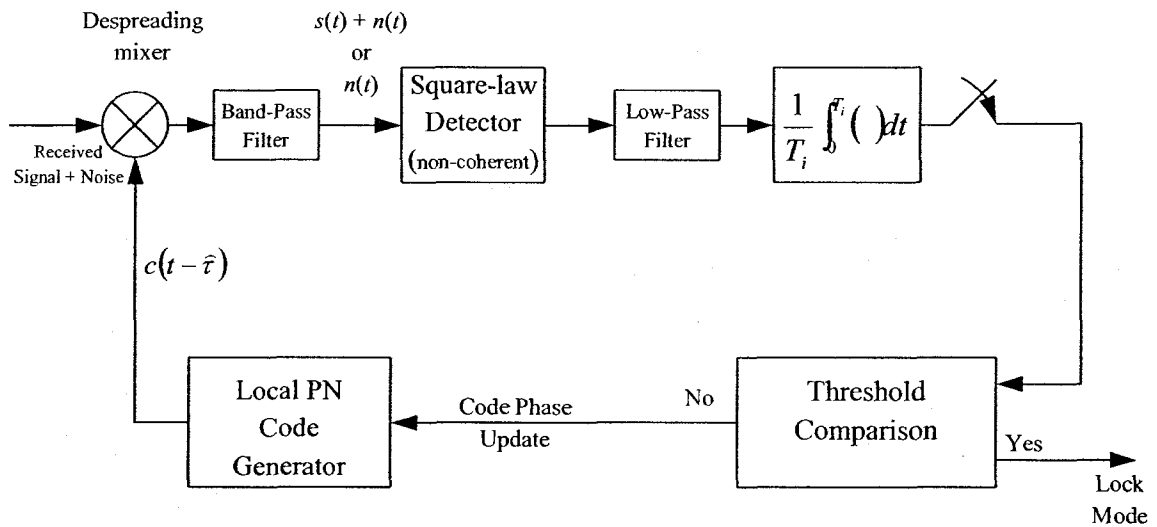 Despreading
mixer
s(t) + n(t)
or
n(t)
Received
Signal + Noise
Band-Pass
Filter
Square-law
Detector
(non-coherent)
Low-Pass
Filter
1/T_i ∫_0^{T_i} ( )dt
c(t − τ̂)
Local PN
Code
Generator
Code Phase
Update
No
Threshold
Comparison
Yes
Lock
Mode